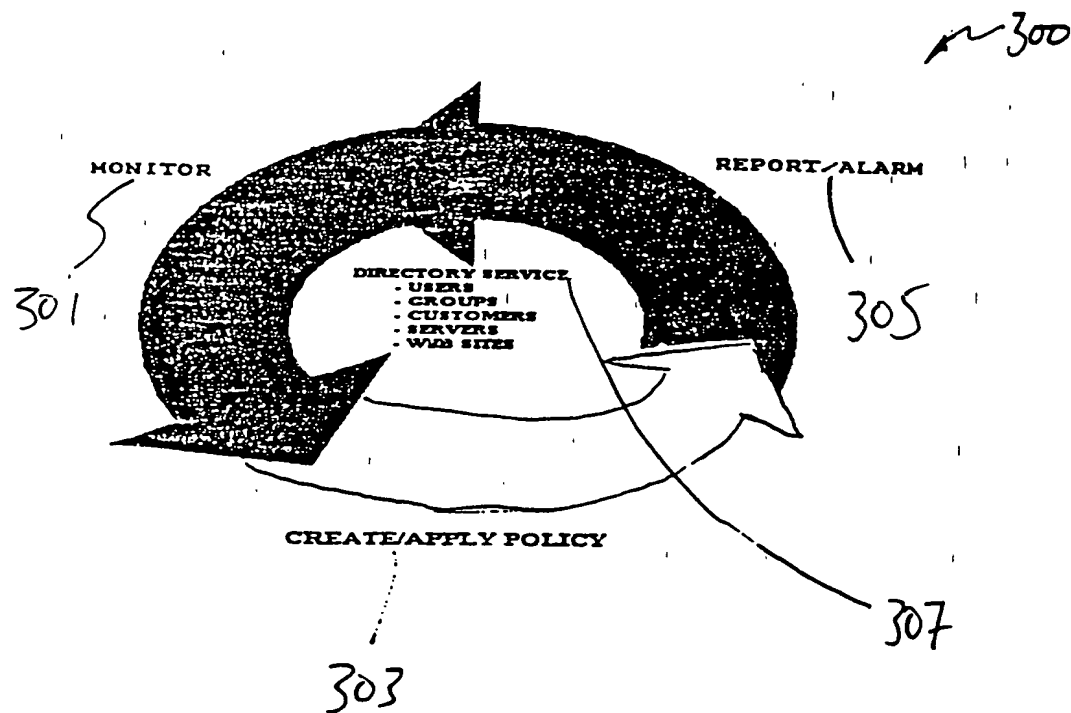 300
MONITOR
REPORT/ALARM
301
305
DIRECTORY SERVICE
- USERS
- GROUPS
- CUSTOMERS
- SERVERS
- WEB SITES
CREATE/APPLY POLICY
307
303